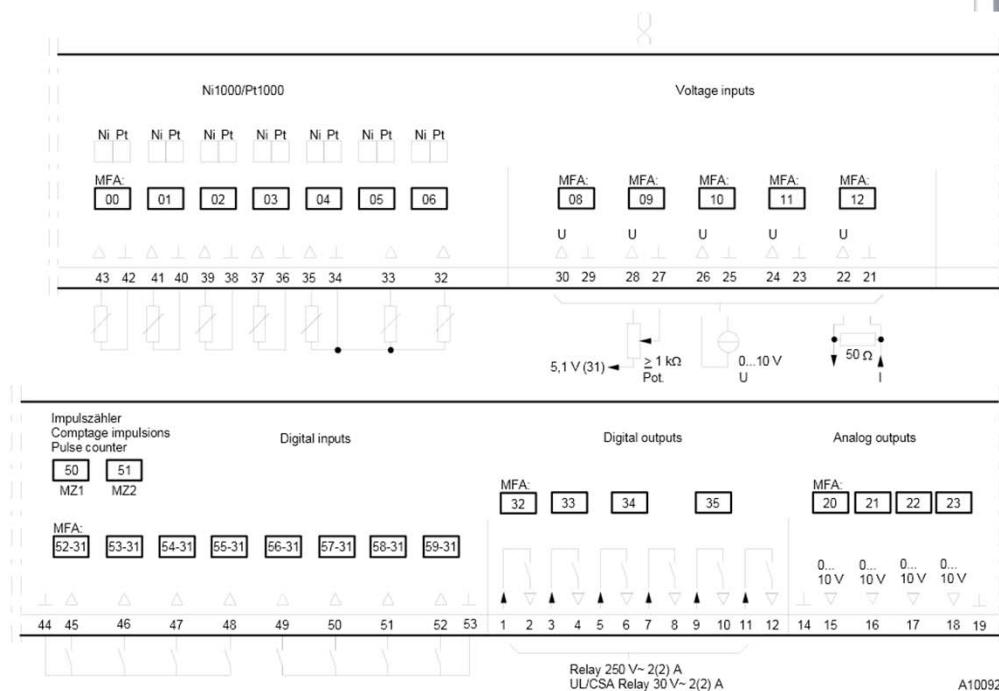 Ni1000/Pt1000
Voltage inputs
Ni Pt Ni Pt Ni Pt Ni Pt Ni Pt Ni Pt Ni Pt
MFA:
00 01 02 03 04 05 06
MFA: MFA: MFA: MFA: MFA:
08 09 10 11 12
U U U U U
43 42 41 40 39 38 37 36 35 34 33 32
30 29 28 27 26 25 24 23 22 21
5,1 V (31)
≥ 1 kΩ
Pot.
0...10 V
U
50 Ω
I
Impulszähler
Comptage impulsions
Pulse counter
50 51
MZ1 MZ2
Digital inputs
MFA:
52-31 53-31 54-31 55-31 56-31 57-31 58-31 59-31
44 45 46 47 48 49 50 51 52 53
Digital outputs
MFA:
32 33 34 35
1 2 3 4 5 6 7 8 9 10 11 12
Relay 250 V~ 2(2) A
UL/CSA Relay 30 V~ 2(2) A
Analog outputs
MFA:
20 21 22 23
0... 0... 0... 0...
10 V 10 V 10 V 10 V
14 15 16 17 18 19
A10092